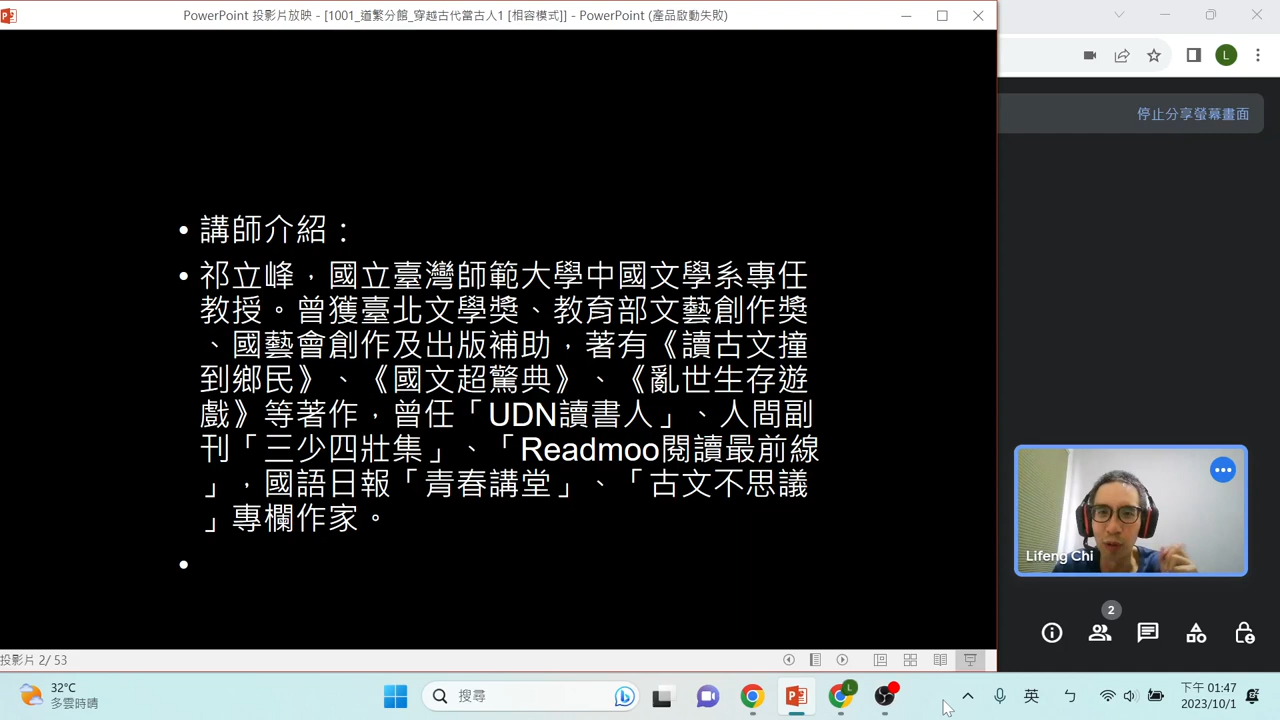 PowerPoint 投影片放映 - [1001_道繁分館_穿越古代當古人1 [相容模式]] - PowerPoint (產品啟動失敗)
L
停止分享螢幕畫面
• 講師介紹：
• 祁立峰，國立臺灣師範大學中國文學系專任
教授。曾獲臺北文學獎、教育部文藝創作獎
、國藝會創作及出版補助，著有《讀古文撞
到鄉民》、《國文超驚典》、《亂世生存遊
戲》等著作，曾任「UDN讀書人」、人間副
刊「三少四壯集」、「Readmoo閱讀最前線
」，國語日報「青春講堂」、「古文不思議
」專欄作家。
•
Lifeng Chi
2
投影片 2/ 53
32°C
多雲時晴
搜尋
L
英
ㄅ
下午 01:47
2023/10/1